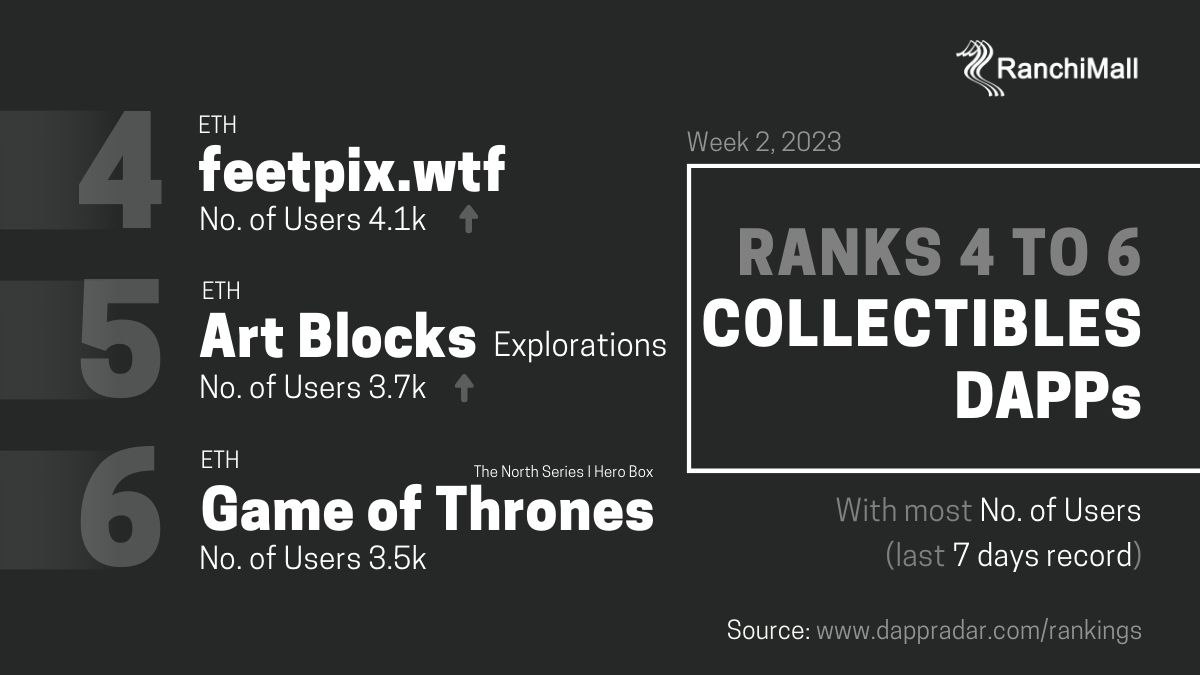 RanchiMall
4
ETH
feetpix.wtf
No. of Users 4.1k
5
ETH
Art Blocks Explorations
No. of Users 3.7k
6
ETH
The North Series I Hero Box
Game of Thrones
No. of Users 3.5k
Week 2, 2023
RANKS 4 TO 6
COLLECTIBLES
DAPPs
With most No. of Users
(last 7 days record)
Source: www.dappradar.com/rankings